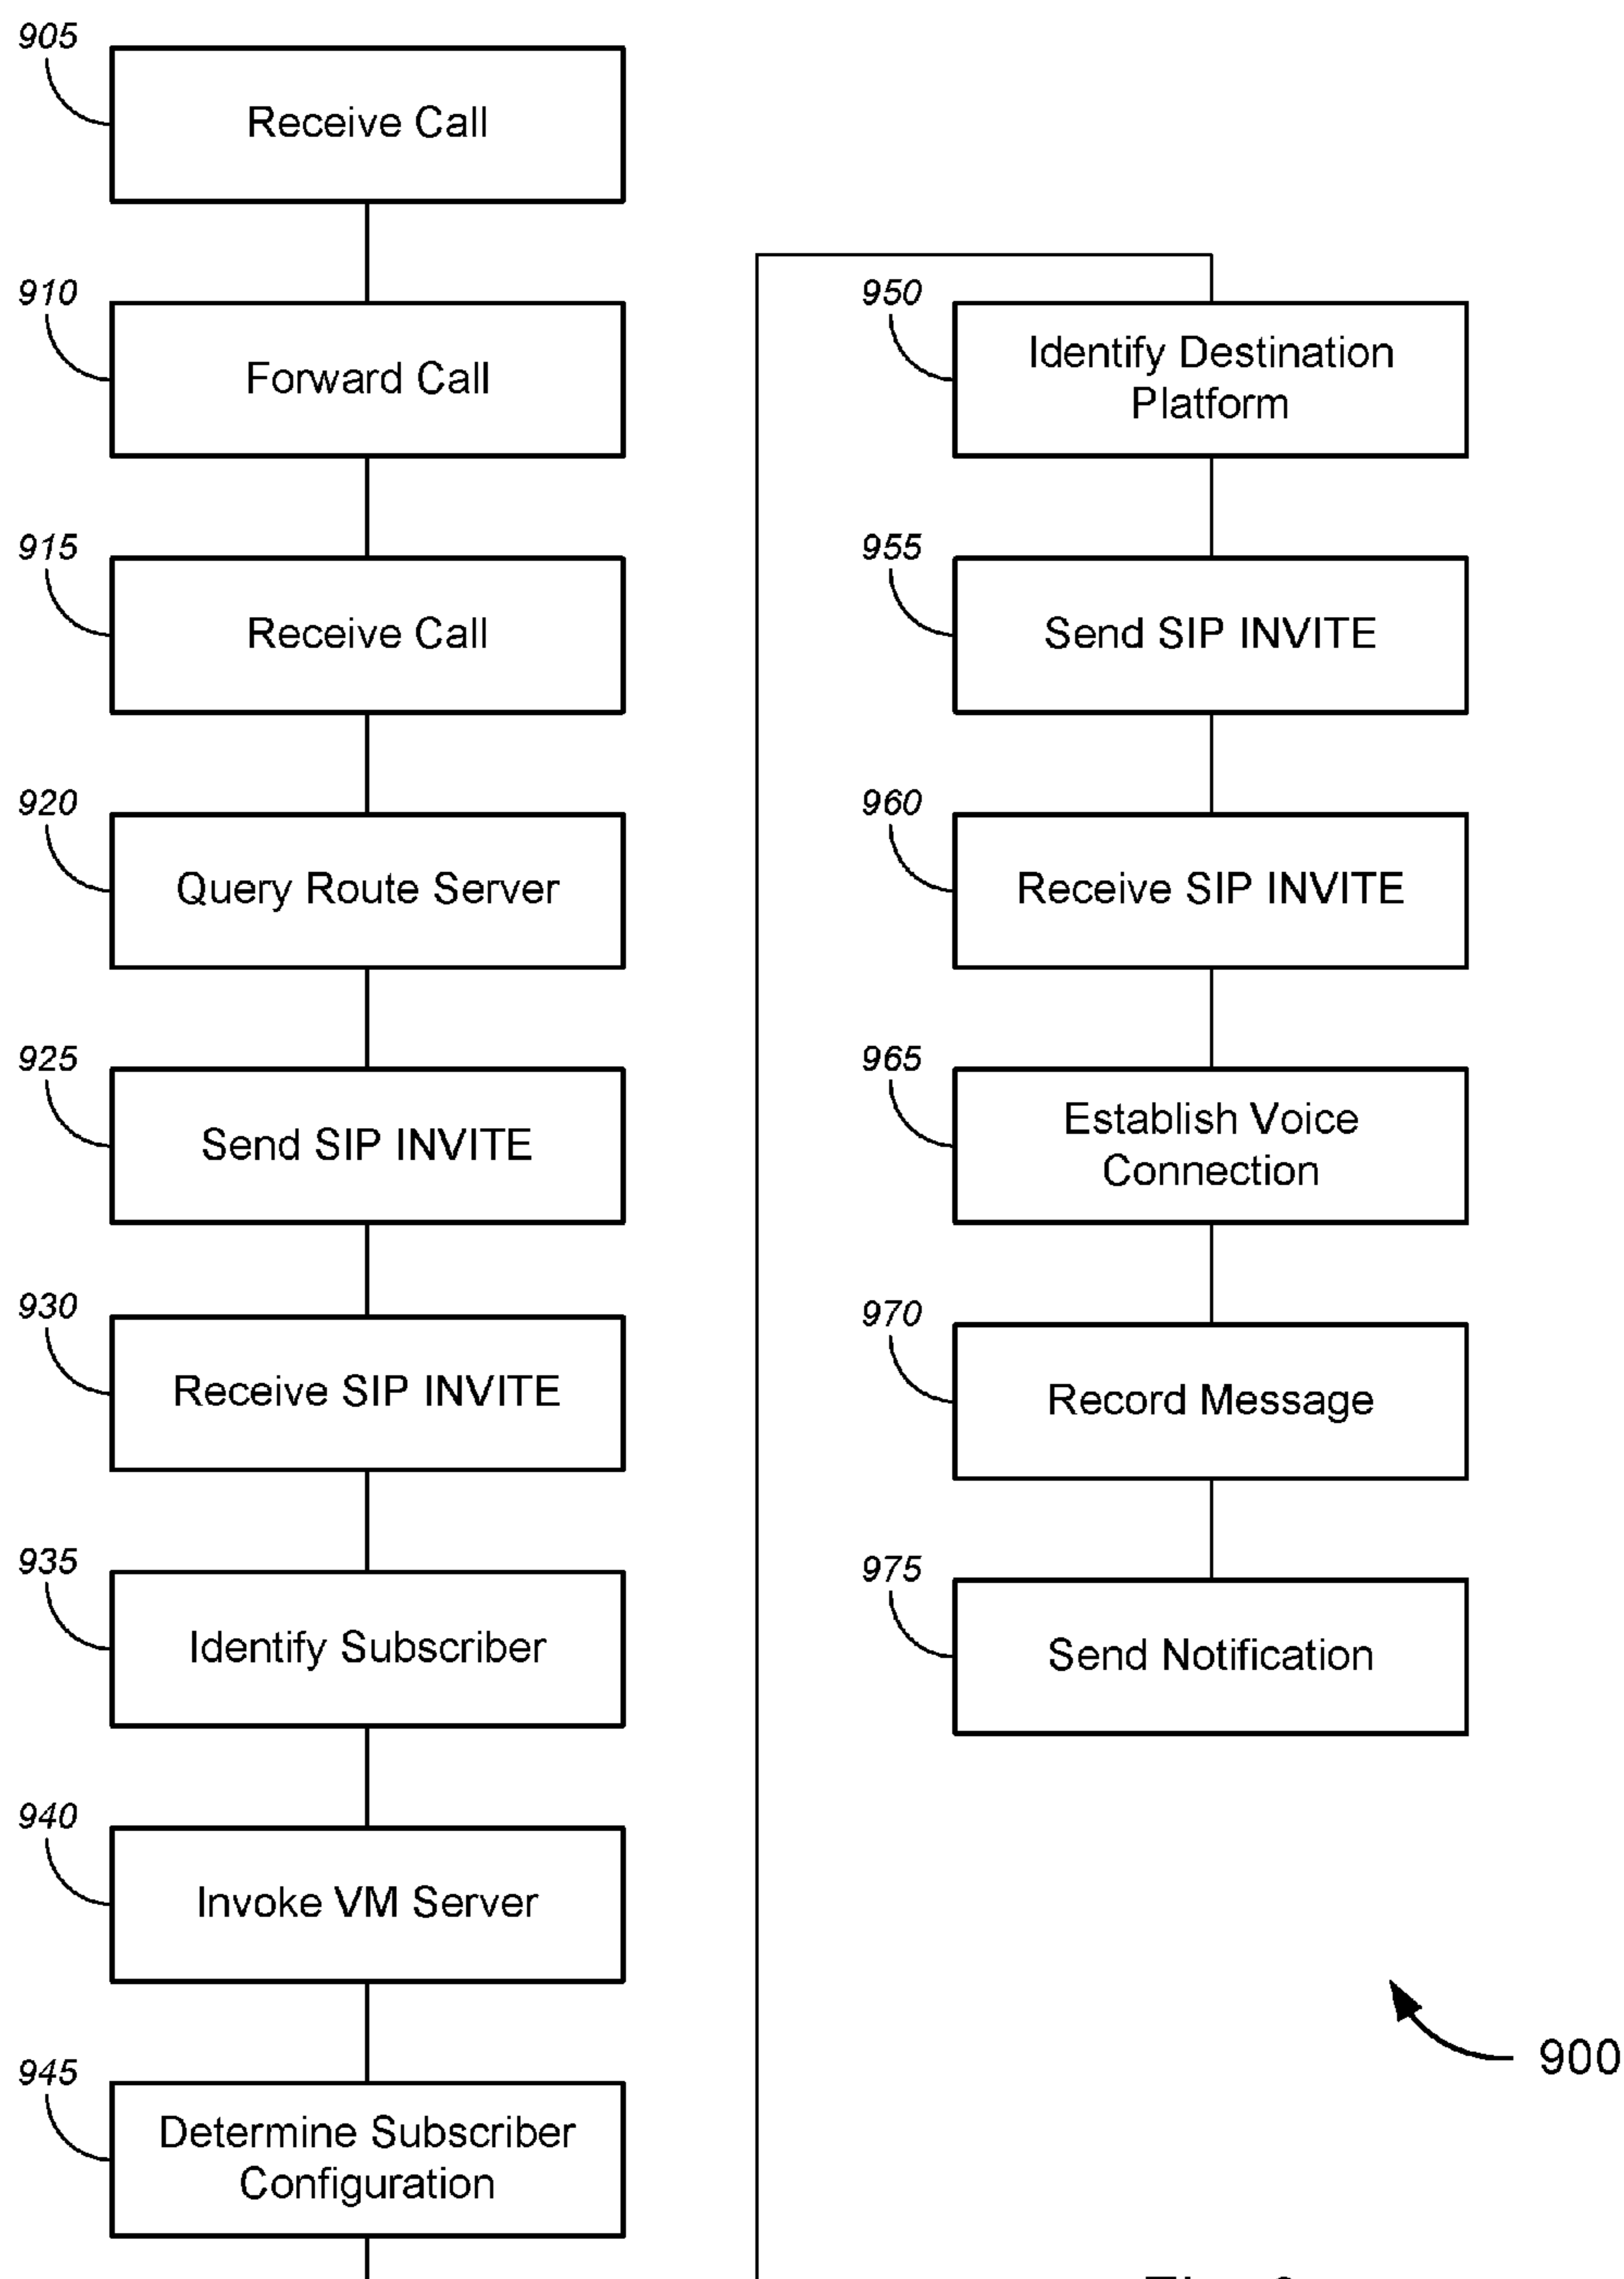 905
Receive Call
910
Forward Call
915
Receive Call
920
Query Route Server
925
Send SIP INVITE
930
Receive SIP INVITE
935
Identify Subscriber
940
Invoke VM Server
945
Determine Subscriber
Configuration
950
Identify Destination
Platform
955
Send SIP INVITE
960
Receive SIP INVITE
965
Establish Voice
Connection
970
Record Message
975
Send Notification
900